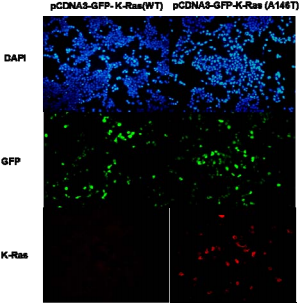 pCDNA3-GFP- K-Ras(WT) pCDNA3-GFP-K-Ras (A146T)
DAPI
GFP
K-Ras